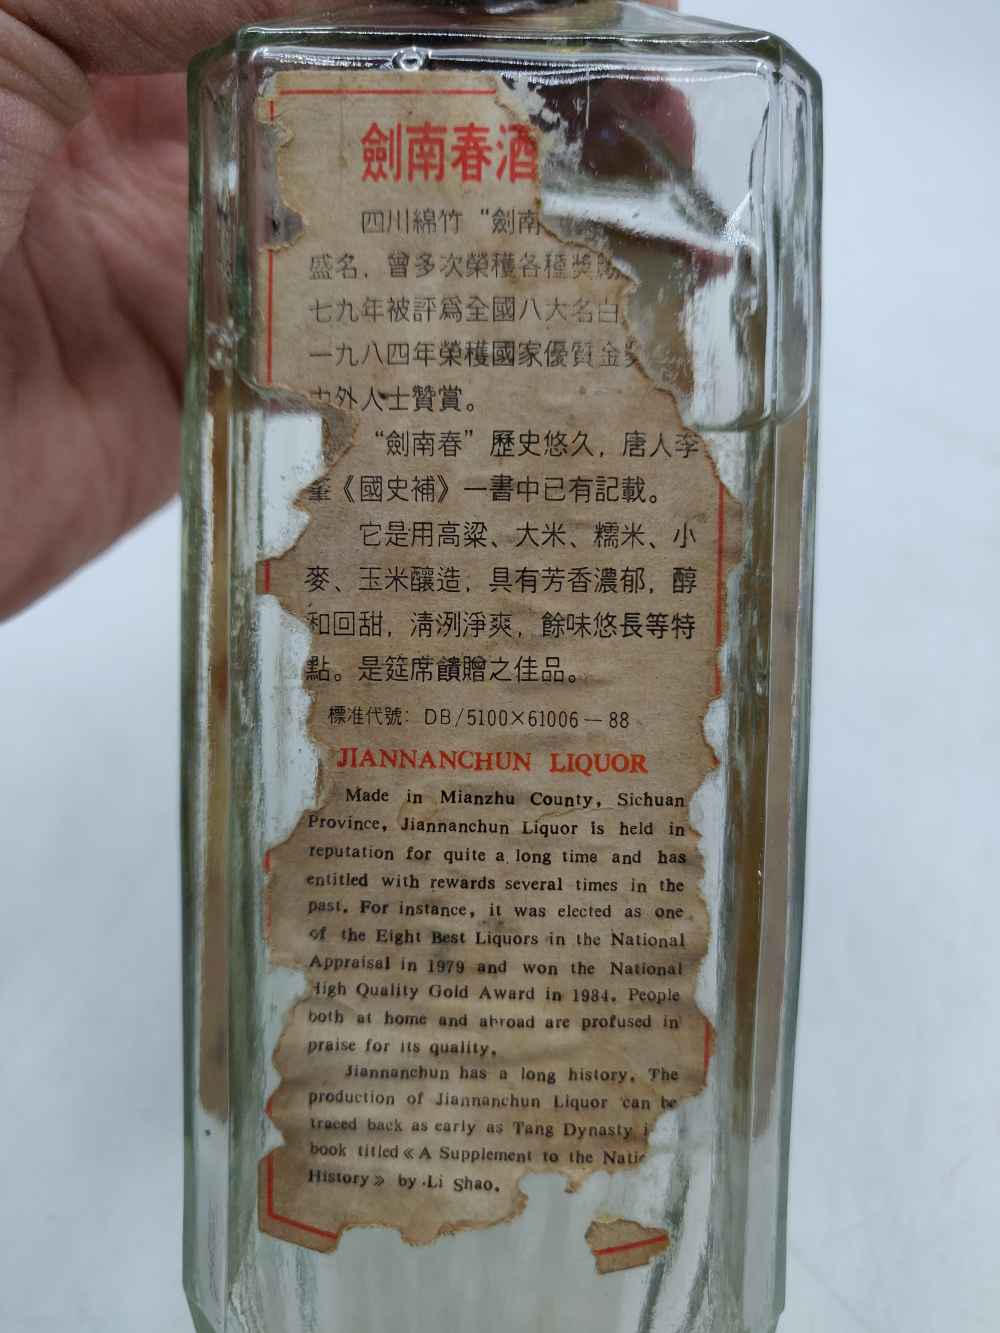 劍南春酒
四川綿竹“劍南
盛名，曾多次榮穫各種獎
七九年被評爲全國八大名白
一九八四年榮穫國家優質金
中外人士贊賞。
“劍南春”歷史悠久，唐人李
肇《國史補》一書中已有記載。
它是用高粱、大米、糯米、小
麥、玉米釀造，具有芳香濃郁，醇
和回甜，清洌淨爽，餘味悠長等特
點。是筵席饋贈之佳品。
標准代號：DB/5100×61006—88
JIANNANCHUN LIQUOR
Made in Mianzhu County, Sichuan
Province, Jiannanchun Liquor is held in
reputation for quite a long time and has
entitled with rewards several times in the
past. For instance, it was elected as one
of the Eight Best Liquors in the National
Appraisal in 1979 and won the National
High Quality Gold Award in 1984. People
both at home and abroad are profused in
praise for its quality.
Jiannanchun has a long history. The
production of Jiannanchun Liquor can be
traced back as early as Tang Dynasty
book titled《A Supplement to the Natio
History》by Li Shao.